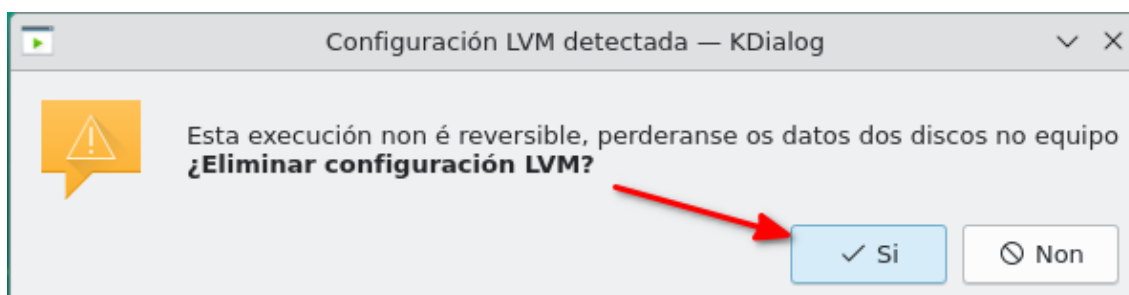 Configuración LVM detectada — KDialog
Esta execución non é reversible, perderanse os datos dos discos no equipo
¿Eliminar configuración LVM?
Si
Non